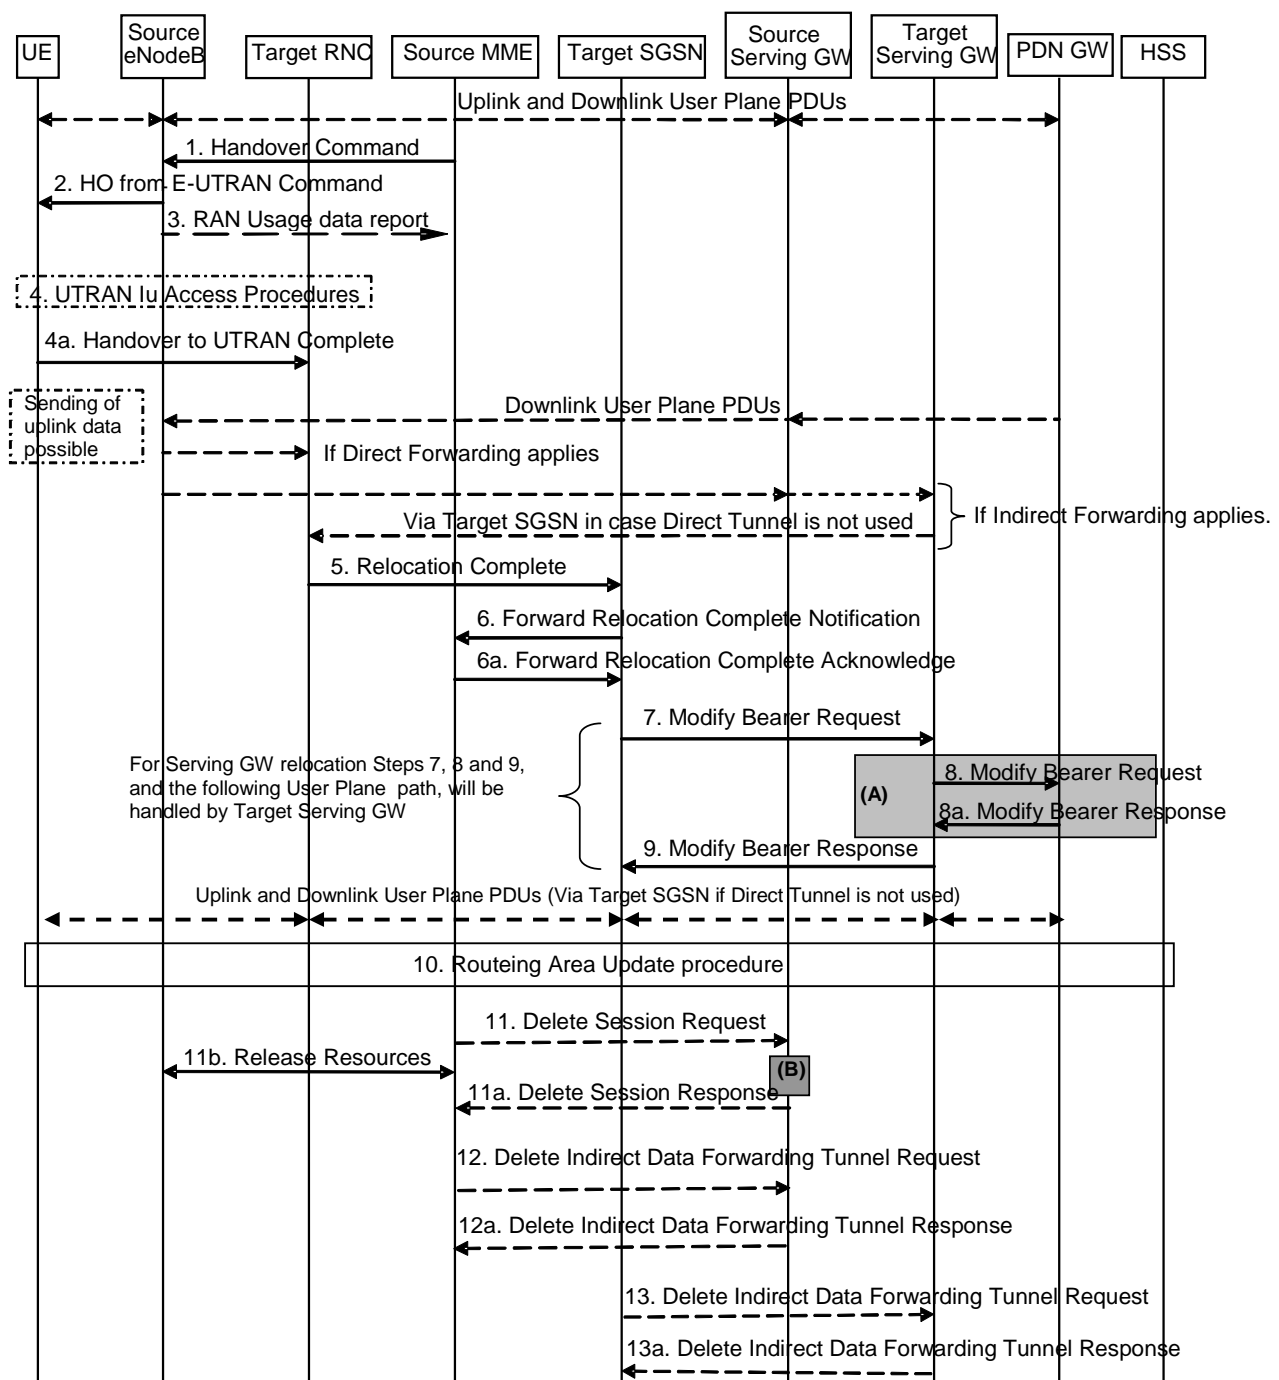 UE
Source
eNodeB
Target RNC
Source MME
Target SGSN
Source
Serving GW
Target
Serving GW
PDN GW
HSS
Uplink and Downlink User Plane PDUs
1. Handover Command
2. HO from E-UTRAN Command
3. RAN Usage data report
4. UTRAN Iu Access Procedures
4a. Handover to UTRAN Complete
Sending of
uplink data
possible
Downlink User Plane PDUs
If Direct Forwarding applies
If Indirect Forwarding applies.
Via Target SGSN in case Direct Tunnel is not used
5. Relocation Complete
6. Forward Relocation Complete Notification
6a. Forward Relocation Complete Acknowledge
7. Modify Bearer Request
For Serving GW relocation Steps 7, 8 and 9,
and the following User Plane path, will be
handled by Target Serving GW
(A)
8. Modify Bearer Request
8a. Modify Bearer Response
9. Modify Bearer Response
Uplink and Downlink User Plane PDUs (Via Target SGSN if Direct Tunnel is not used)
10. Routeing Area Update procedure
11. Delete Session Request
11b. Release Resources
(B)
11a. Delete Session Response
12. Delete Indirect Data Forwarding Tunnel Request
12a. Delete Indirect Data Forwarding Tunnel Response
13. Delete Indirect Data Forwarding Tunnel Request
13a. Delete Indirect Data Forwarding Tunnel Response